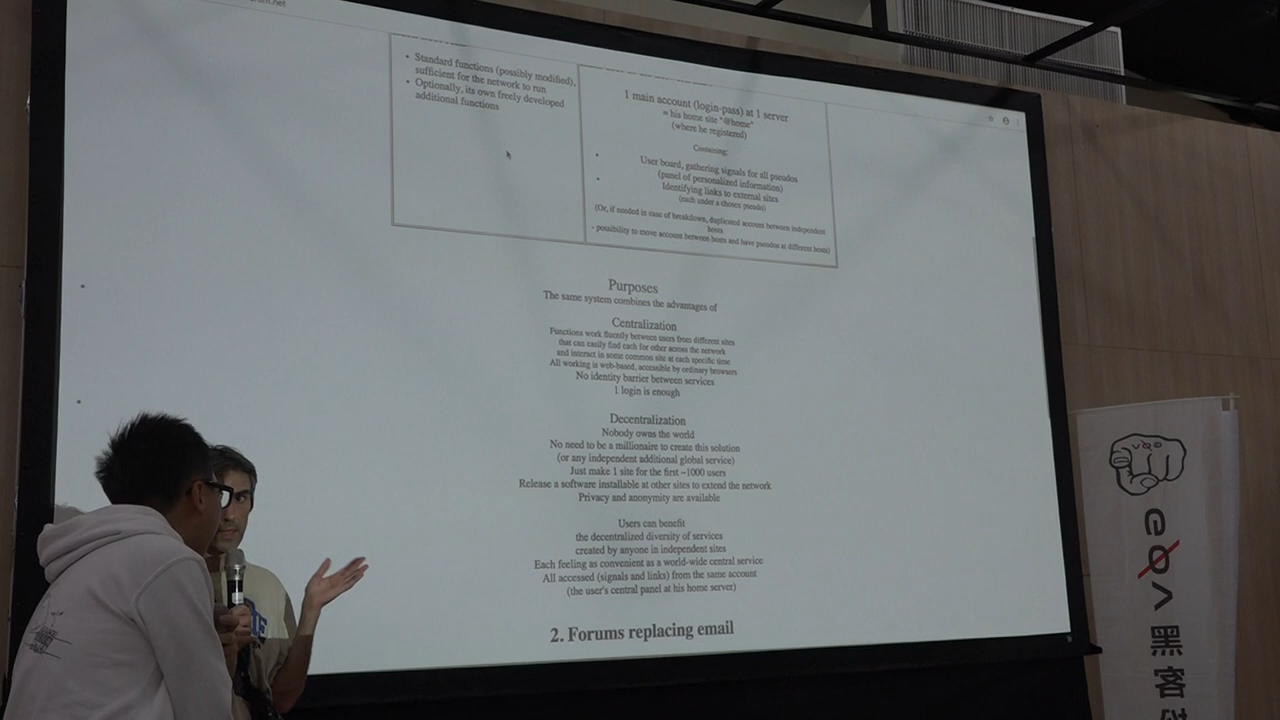 Standard functions (possibly modified),
sufficient for the network to run
Optionally, its own freely developed
additional functions
1 main account (login-pass) at 1 server
= his home site "@home"
(where he registered)
Containing:
User board, gathering signals for all pseudos
(panel of personalized information)
Identifying links to external sites
(each under a chosen pseudo)
(Or, if needed in case of breakdown, duplicated account between independent
hosts
- possibility to move account between hosts and have pseudos at different hosts)
Purposes
The same system combines the advantages of
Centralization
Functions work fluently between users from different sites
that can easily find each for other across the network
and interact in some common site at each specific time
All working is web-based, accessible by ordinary browsers
No identity barrier between services
1 login is enough
Decentralization
Nobody owns the world
No need to be a millionaire to create this solution
(or any independent additional global service)
Just make 1 site for the first ~1000 users
Release a software installable at other sites to extend the network
Privacy and anonymity are available
Users can benefit
the decentralized diversity of services
created by anyone in independent sites
Each feeling as convenient as a world-wide central service
All accessed (signals and links) from the same account
(the user's central panel at his home server)
2. Forums replacing email
黑客